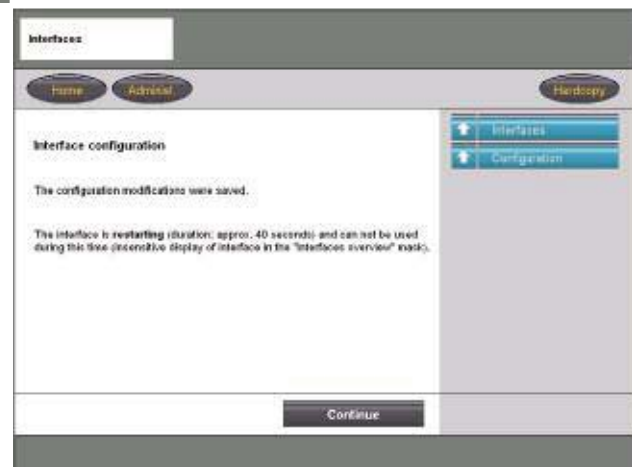 Interfaces
Home
Administ
Hardcopy
Interfaces
Configuration
Interface configuration
The configuration modifications were saved.
The interface is restarting (duration: approx. 40 seconds) and can not be used
during this time (insensitive display of interface in the "Interfaces overview" mask).
Continue